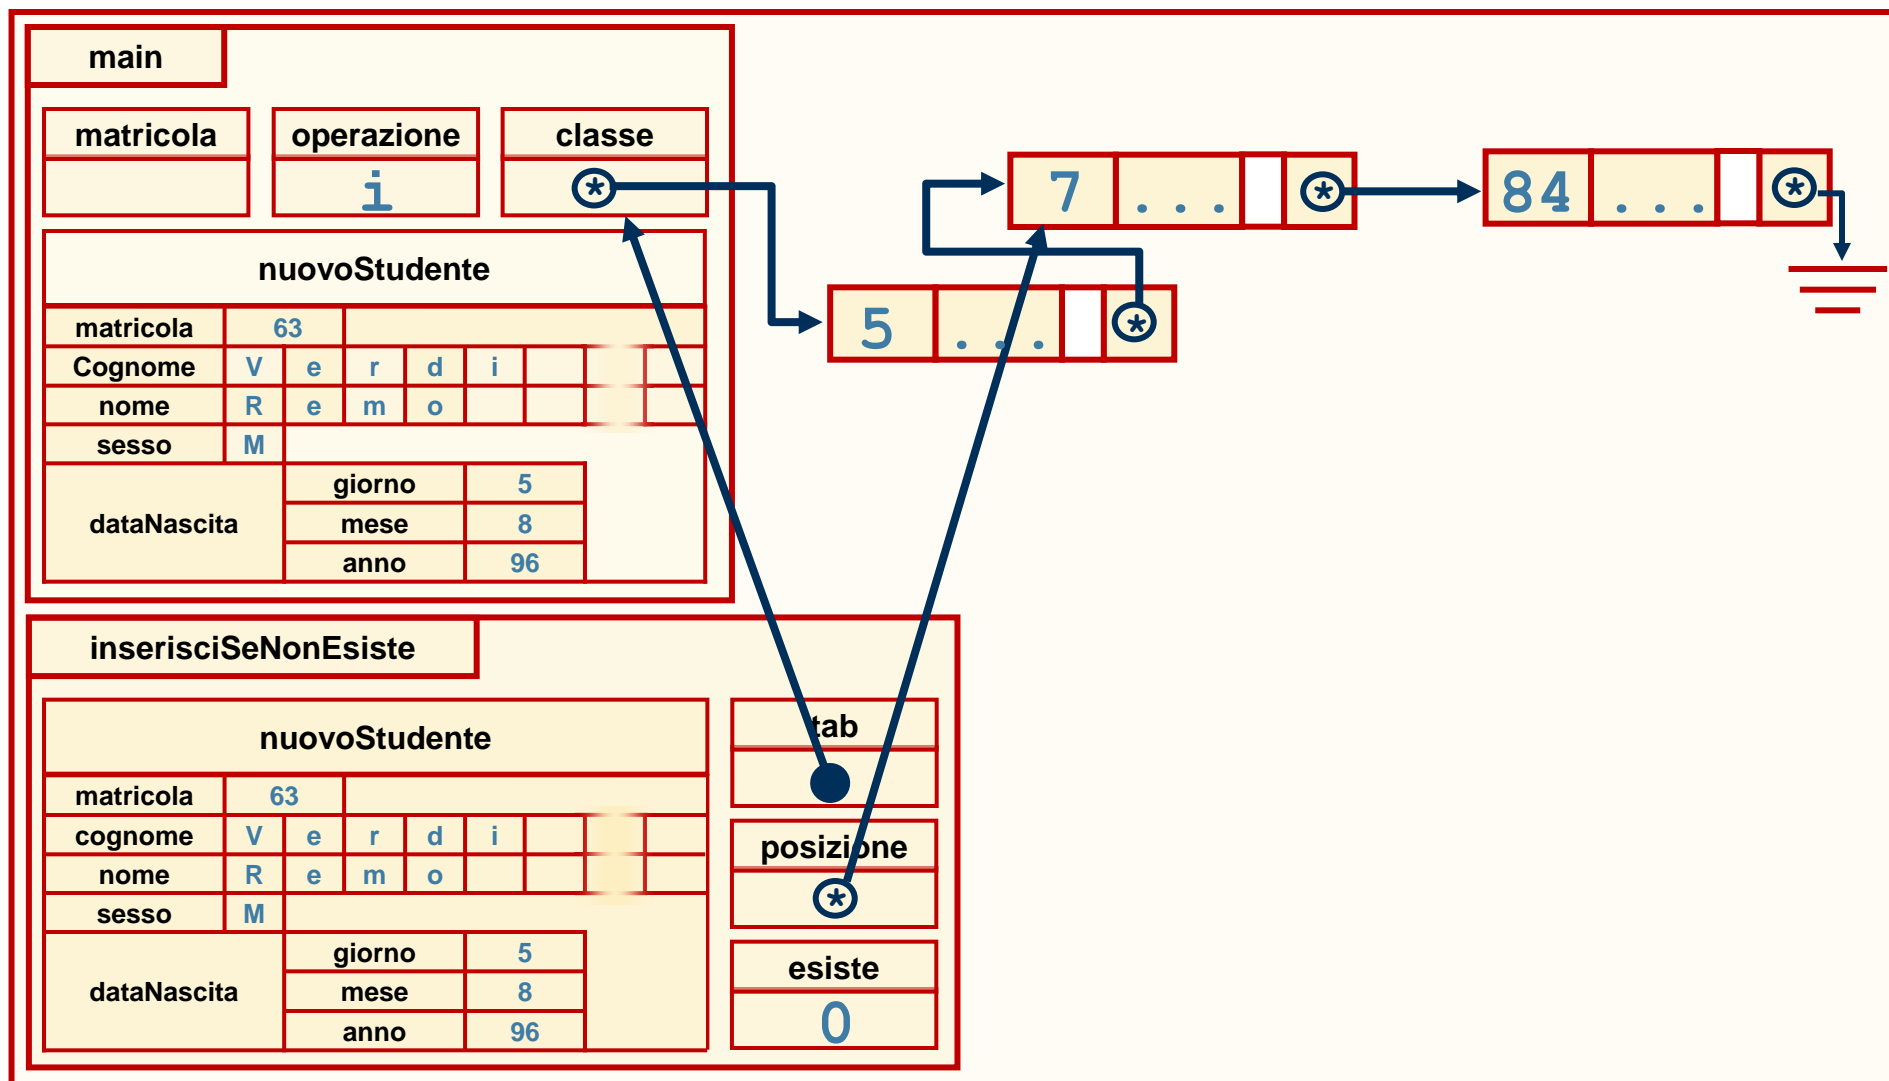 main
matricola operazione classe
i *
7 . . . * 84 . . . *
nuovoStudente
5 . . . *
matricola 63
Cognome V e r d i
nome R e m o
sesso M
dataNascita giorno 5
mese 8
anno 96
inserisciSeNonEsiste
nuovoStudente
tab
matricola 63
cognome V e r d i
posizione
nome R e m o
*
sesso M
dataNascita giorno 5
mese 8
anno 96
esiste
0